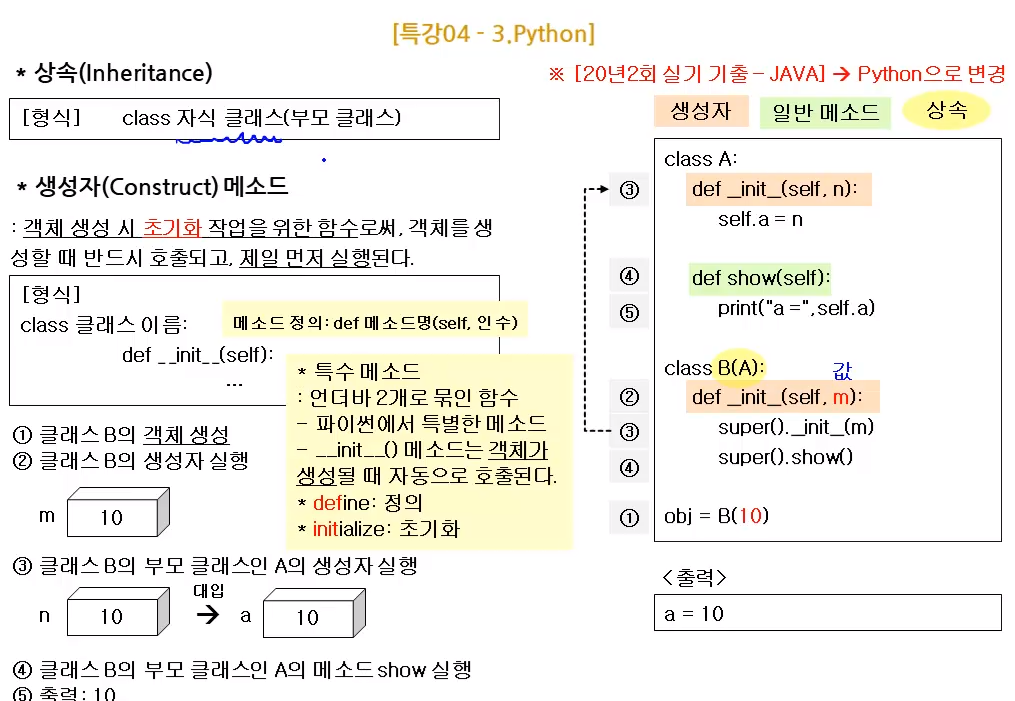 [특강04 - 3.Python]
* 상속(Inheritance)
[형식] class 자식 클래스(부모 클래스)
* 생성자(Construct) 메소드
: 객체 생성 시 초기화 작업을 위한 함수로써, 객체를 생
성할 때 반드시 호출되고, 제일 먼저 실행된다.
[형식]
class 클래스 이름:
메소드 정의: def 메소드명(self, 인수)
def __init__(self):
...
* 특수 메소드
: 언더바 2개로 묶인 함수
- 파이썬에서 특별한 메소드
- __init__() 메소드는 객체가
생성될 때 자동으로 호출된다.
* define: 정의
* initialize: 초기화
① 클래스 B의 객체 생성
② 클래스 B의 생성자 실행
m 10
③ 클래스 B의 부모 클래스인 A의 생성자 실행
대입
n 10 → a 10
④ 클래스 B의 부모 클래스인 A의 메소드 show 실행
⑤ 출력: 10
※ [20년2회 실기 기출 – JAVA] → Python으로 변경
생성자 일반 메소드 상속
class A:
③ def _init_(self, n):
self.a = n
④ def show(self):
⑤ print("a =",self.a)
class B(A):
값
② def _init_(self, m):
③ super()._init_(m)
④ super().show()
① obj = B(10)
<출력>
a = 10